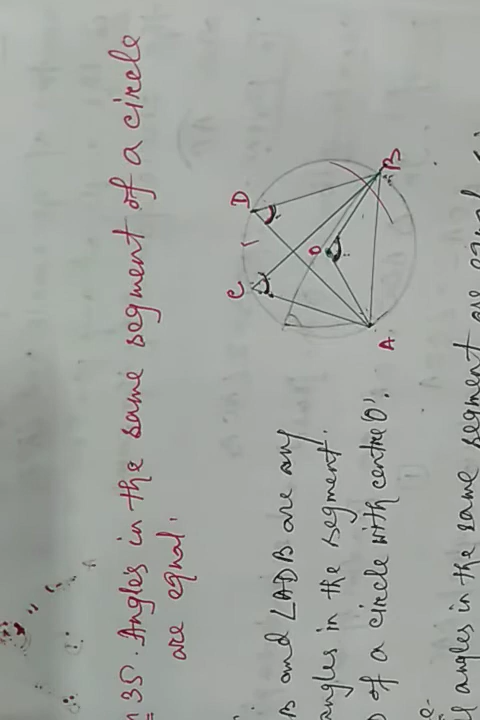 35. Angles in the same segment of a circle
are equal.
B and ∠ADB are any
angles in the segment.
of a circle with centre 'O'.
angles in the same segment are equal
D
C
O
B
A